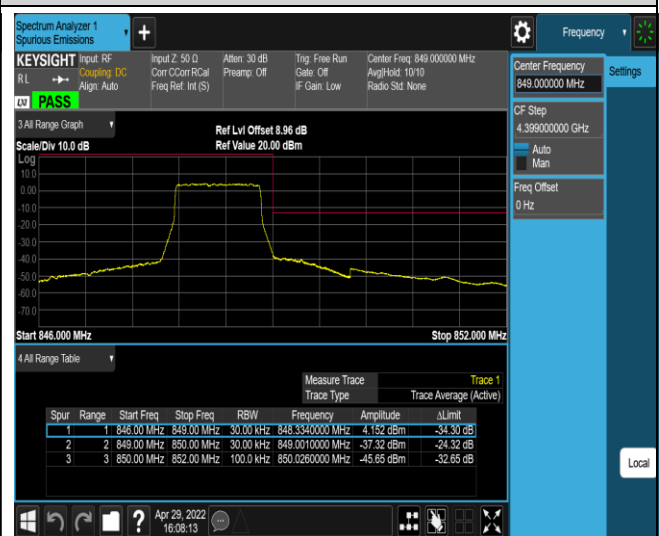 Spectrum Analyzer 1
Spurious Emissions
Frequency
KEYSIGHT
RL
LXI
PASS
Input: RF
Coupling: DC
Align: Auto
Input Z: 50 Ω
Corr CCorr RCal
Freq Ref: Int (S)
Atten: 30 dB
Preamp: Off
Trig: Free Run
Gate: Off
IF Gain: Low
Center Freq: 849.000000 MHz
Avg|Hold: 10/10
Radio Std: None
Center Frequency
849.000000 MHz
Settings
CF Step
4.399000000 GHz
Auto
Man
Freq Offset
0 Hz
3 All Range Graph
Scale/Div 10.0 dB
Ref Lvl Offset 8.96 dB
Ref Value 20.00 dBm
Log
10.0
0.00
-10.0
-20.0
-30.0
-40.0
-50.0
-60.0
-70.0
Start 846.000 MHz
Stop 852.000 MHz
4 All Range Table
Measure Trace Trace 1
Trace Type Trace Average (Active)
Spur Range Start Freq Stop Freq RBW Frequency Amplitude ΔLimit
1 1 846.00 MHz 849.00 MHz 30.00 kHz 848.3340000 MHz 4.152 dBm -34.30 dB
2 2 849.00 MHz 850.00 MHz 30.00 kHz 849.0010000 MHz -37.32 dBm -24.32 dB
3 3 850.00 MHz 852.00 MHz 100.0 kHz 850.0260000 MHz -45.65 dBm -32.65 dB
Local
Apr 29, 2022
16:08:13